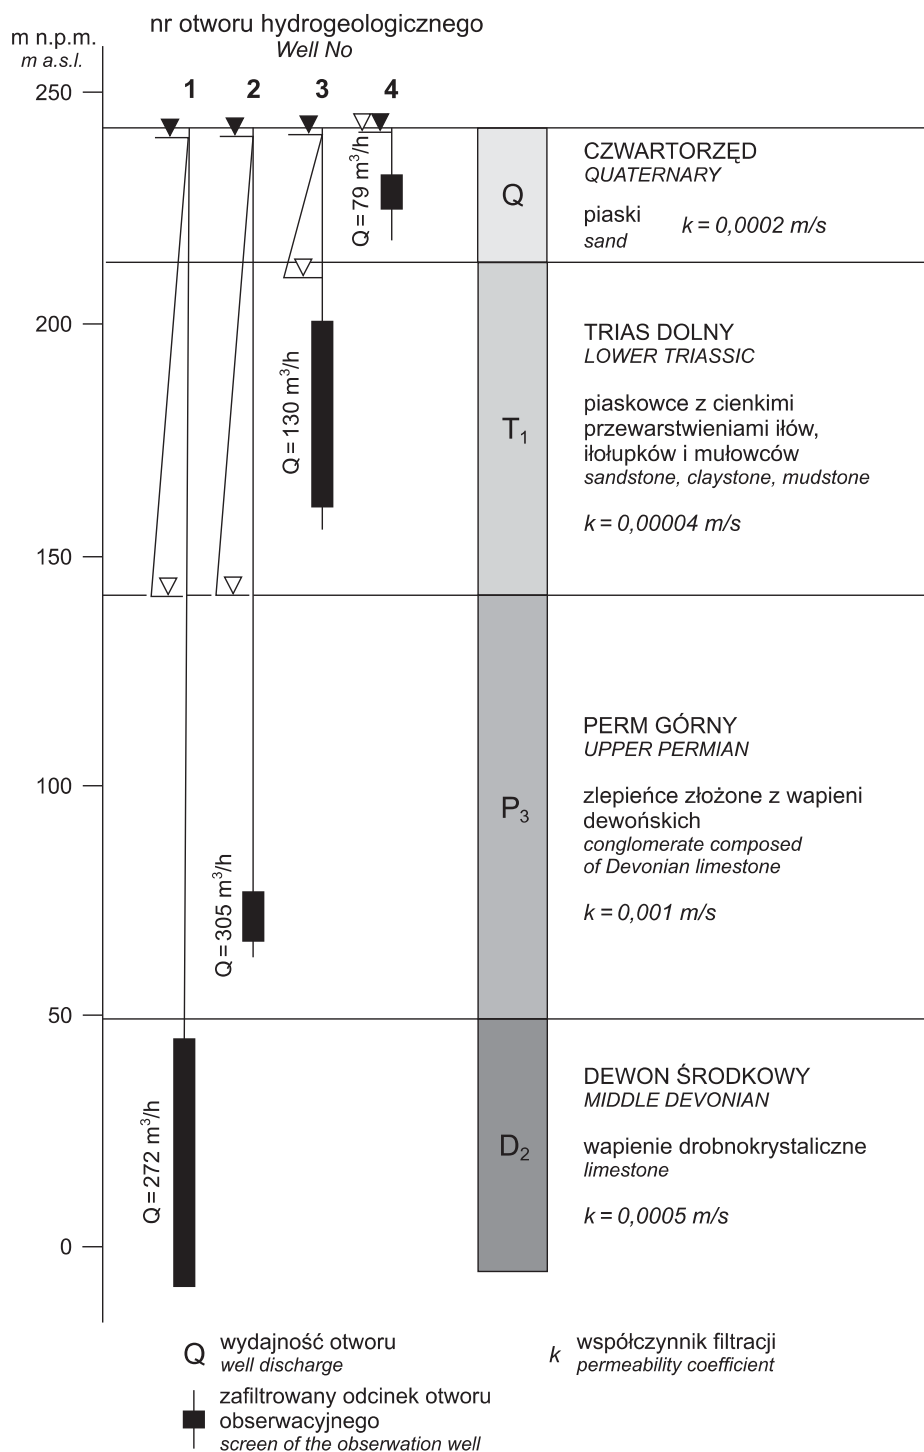 nr otworu hydrogeologicznego
Well No
m n.p.m.
m a.s.l.
1 2 3 4
250
200
150
100
50
0
Q = 79 m³/h
Q = 130 m³/h
Q = 305 m³/h
Q = 272 m³/h
Q
CZWARTORZĘD
QUATERNARY
piaski
sand
k = 0,0002 m/s
T₁
TRIAS DOLNY
LOWER TRIASSIC
piaskowce z cienkimi
przewarstwieniami iłów,
iłołupków i mułowców
sandstone, claystone, mudstone
k = 0,00004 m/s
P₃
PERM GÓRNY
UPPER PERMIAN
zlepieńce złożone z wapieni
dewońskich
conglomerate composed
of Devonian limestone
k = 0,001 m/s
D₂
DEWON ŚRODKOWY
MIDDLE DEVONIAN
wapienie drobnokrystaliczne
limestone
k = 0,0005 m/s
Q wydajność otworu
well discharge
k współczynnik filtracji
permeability coefficient
zafiltrowany odcinek otworu
obserwacyjnego
screen of the obserwation well